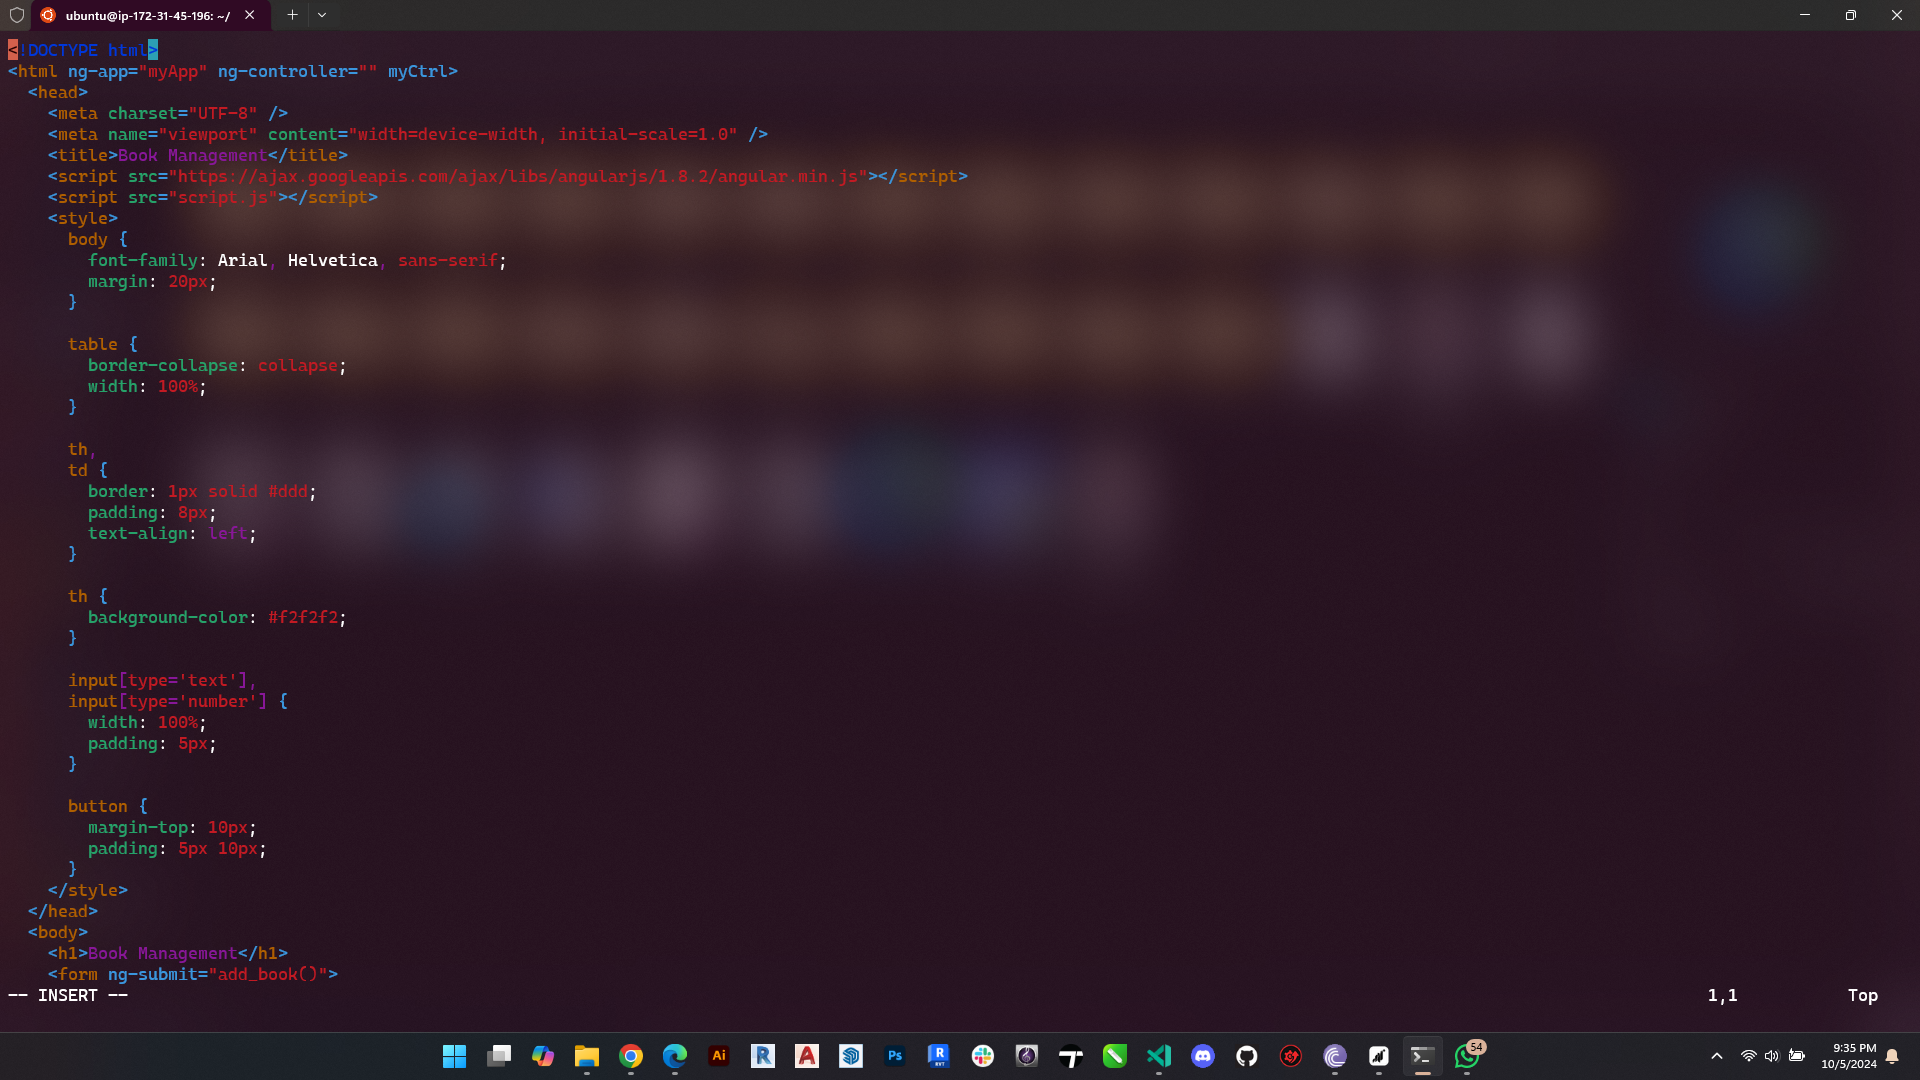 ubuntu@ip-172-31-45-196: ~/
<!DOCTYPE html>
<html ng-app="myApp" ng-controller="" myCtrl>
  <head>
    <meta charset="UTF-8" />
    <meta name="viewport" content="width=device-width, initial-scale=1.0" />
    <title>Book Management</title>
    <script src="https://ajax.googleapis.com/ajax/libs/angularjs/1.8.2/angular.min.js"></script>
    <script src="script.js"></script>
    <style>
      body {
        font-family: Arial, Helvetica, sans-serif;
        margin: 20px;
      }

      table {
        border-collapse: collapse;
        width: 100%;
      }

      th,
      td {
        border: 1px solid #ddd;
        padding: 8px;
        text-align: left;
      }

      th {
        background-color: #f2f2f2;
      }

      input[type='text'],
      input[type='number'] {
        width: 100%;
        padding: 5px;
      }

      button {
        margin-top: 10px;
        padding: 5px 10px;
      }
    </style>
  </head>
  <body>
    <h1>Book Management</h1>
    <form ng-submit="add_book()">
-- INSERT -- 1,1 Top
Ai
R
A
Ps
R
RVT
54
9:35 PM
10/5/2024